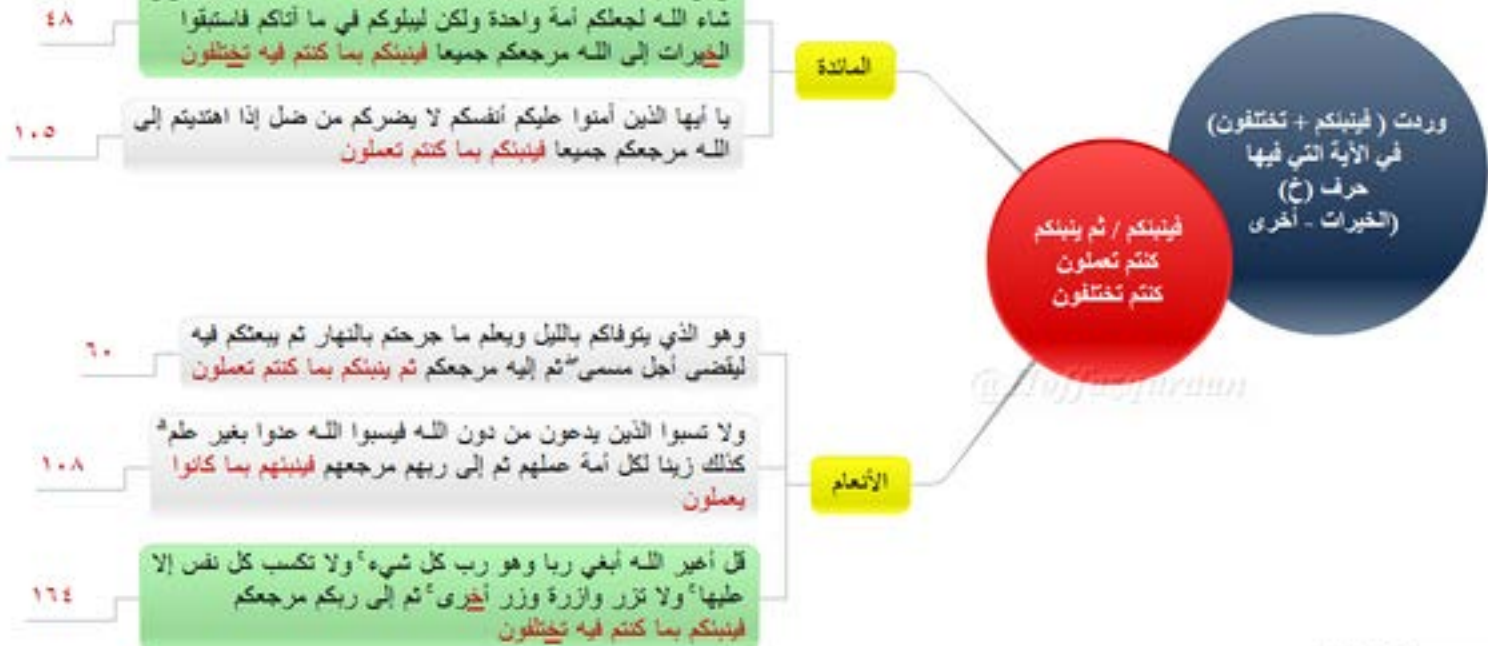 وردت ( فينبئكم + تختلفون)
في الآية التي فيها
حرف (خ)
(الخيرات - أخرى
فينبئكم / ثم ينبئكم
كنتم تعملون
كنتم تختلفون
المائدة
شاء الله لجعلكم أمة واحدة ولكن ليبلوكم في ما آتاكم فاستبقوا
الخيرات إلى الله مرجعكم جميعا فينبئكم بما كنتم فيه تختلفون
٤٨
يا أيها الذين آمنوا عليكم أنفسكم لا يضركم من ضل إذا اهتديتم إلى
الله مرجعكم جميعا فينبئكم بما كنتم تعملون
١٠٥
الأنعام
وهو الذي يتوفاكم بالليل ويعلم ما جرحتم بالنهار ثم يبعثكم فيه
ليقضى أجل مسمى ۖ ثم إليه مرجعكم ثم ينبئكم بما كنتم تعملون
٦٠
ولا تسبوا الذين يدعون من دون الله فيسبوا الله عدوا بغير علم ۗ
كذلك زينا لكل أمة عملهم ثم إلى ربهم مرجعهم فينبئهم بما كانوا
يعملون
١٠٨
قل أغير الله أبغي ربا وهو رب كل شيء ۚ ولا تكسب كل نفس إلا
عليها ۚ ولا تزر وازرة وزر أخرى ۚ ثم إلى ربكم مرجعكم
فينبئكم بما كنتم فيه تختلفون
١٦٤